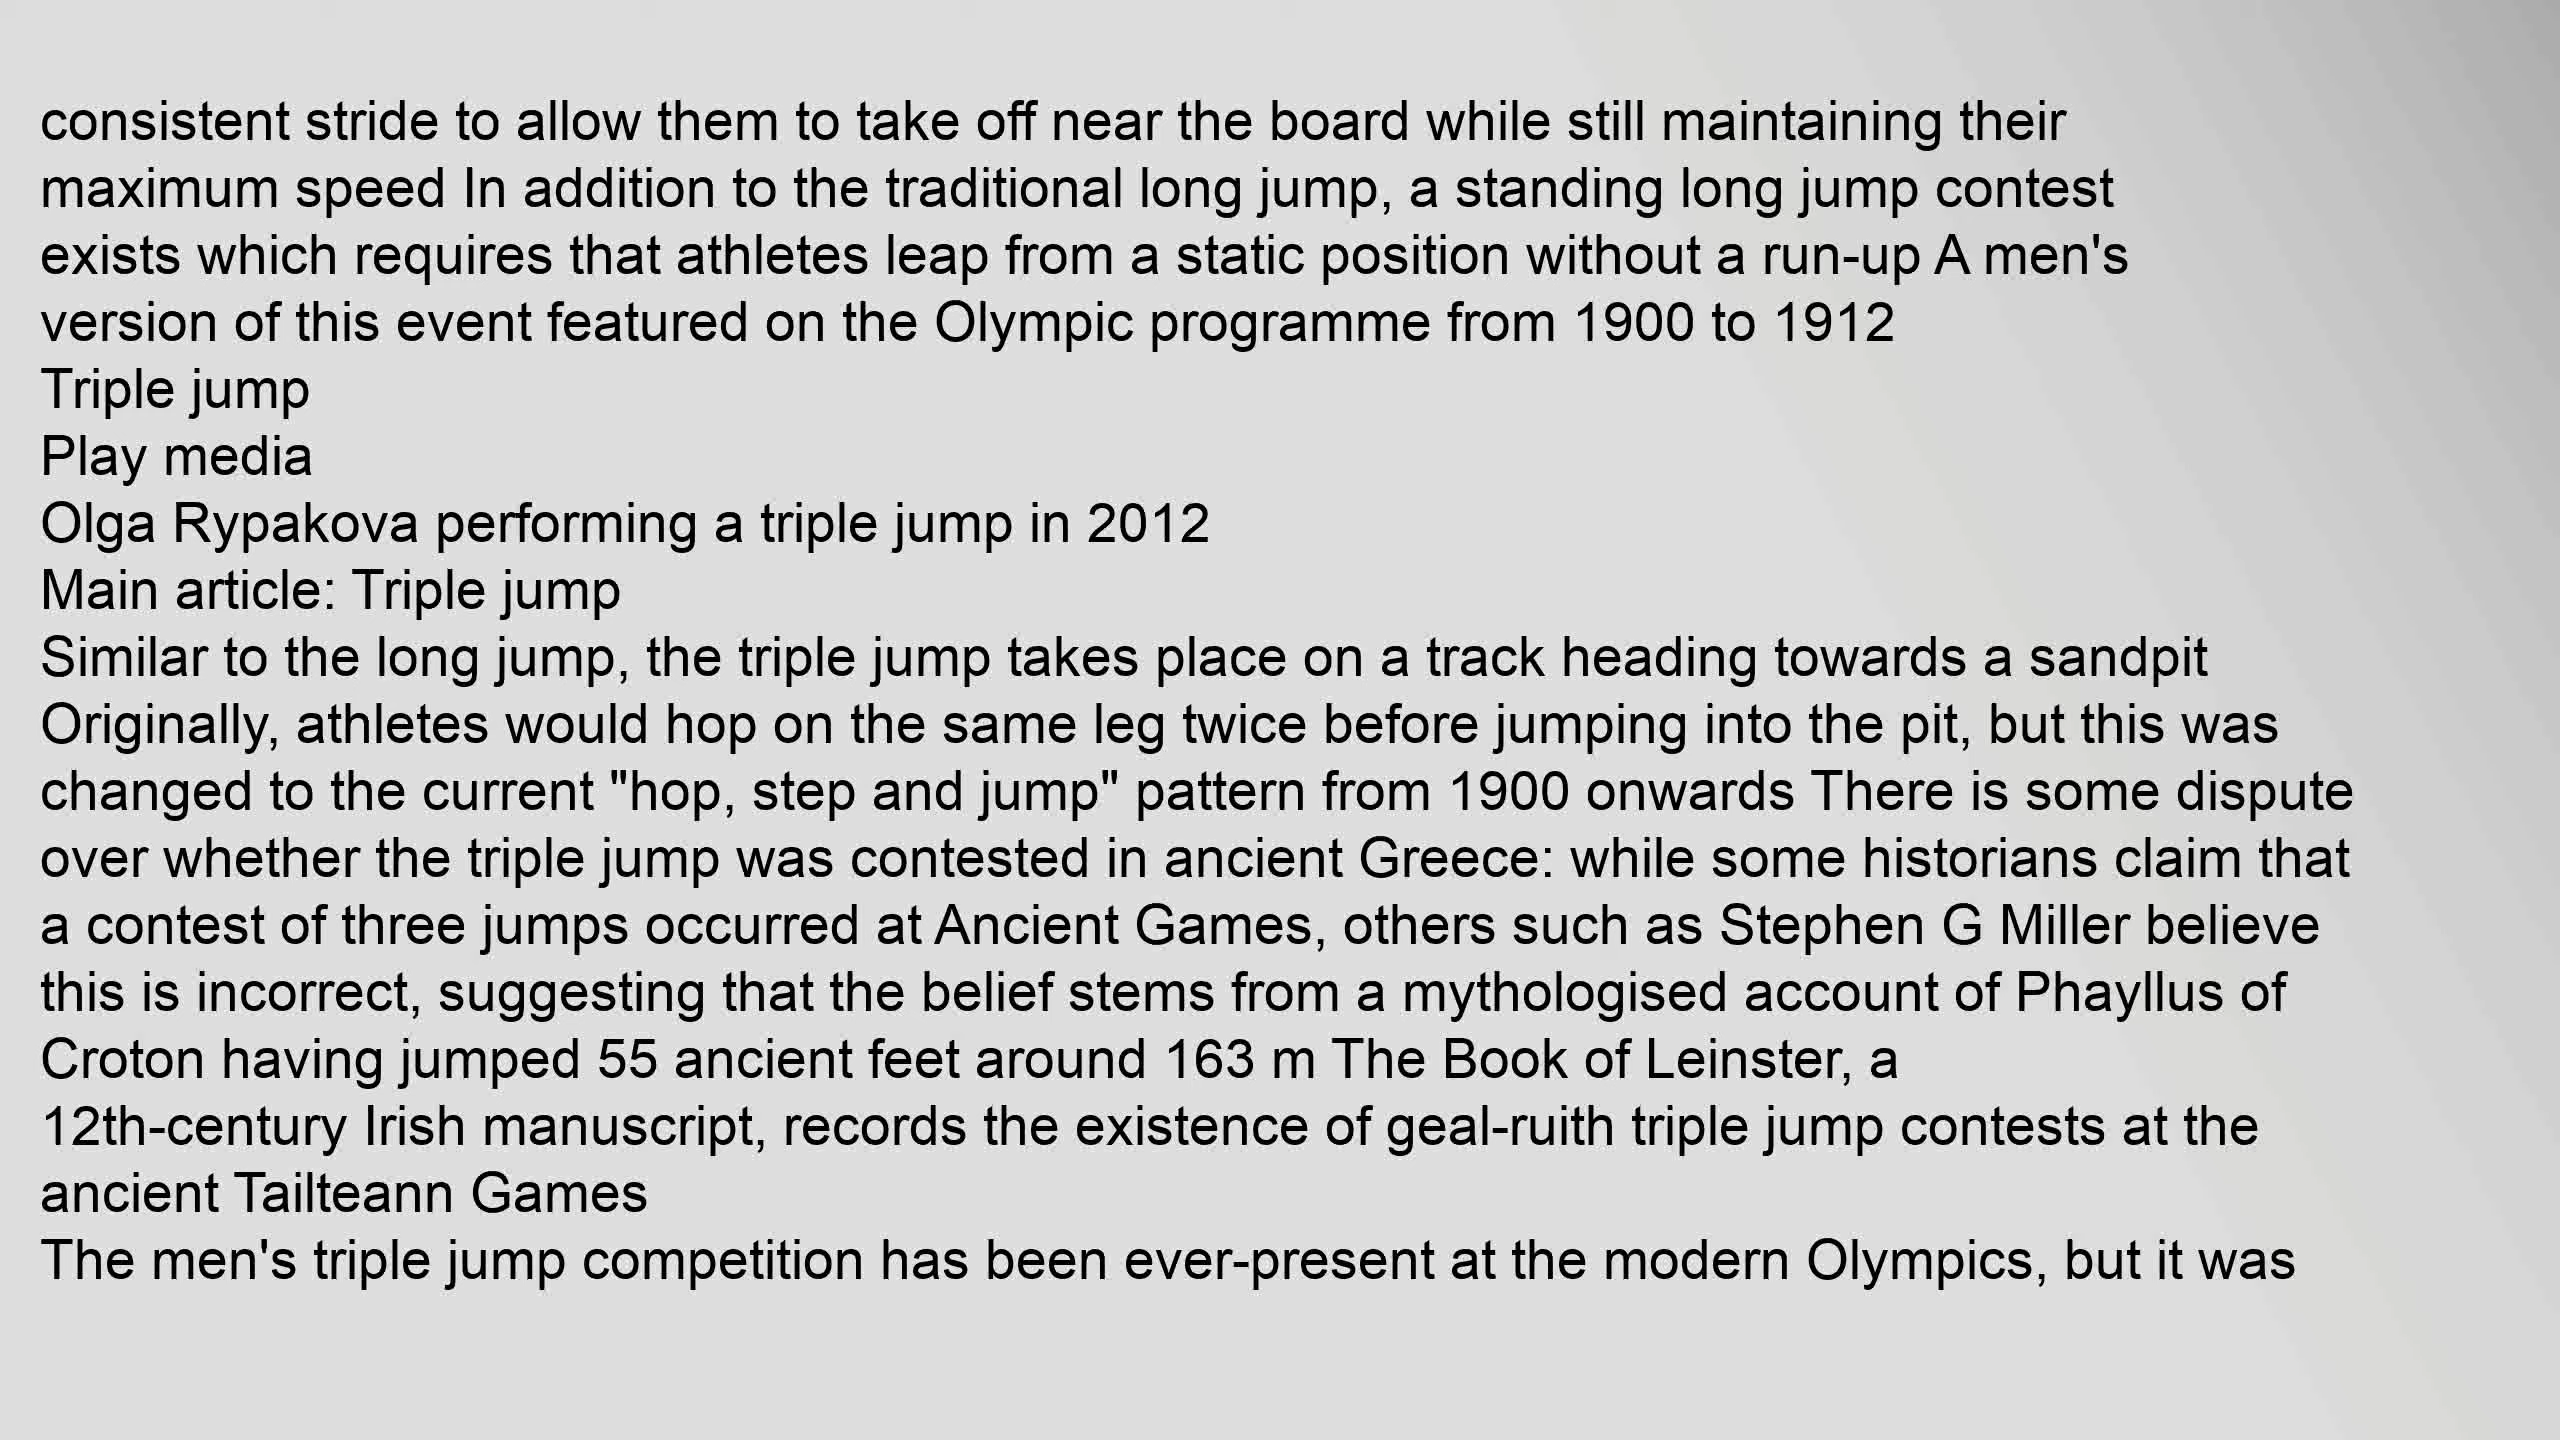 consistent stride to allow them to take off near the board while still maintaining their
maximum speed In addition to the traditional long jump, a standing long jump contest
exists which requires that athletes leap from a static position without a run-up A men's
version of this event featured on the Olympic programme from 1900 to 1912
Triple jump
Play media
Olga Rypakova performing a triple jump in 2012
Main article: Triple jump
Similar to the long jump, the triple jump takes place on a track heading towards a sandpit
Originally, athletes would hop on the same leg twice before jumping into the pit, but this was
changed to the current "hop, step and jump" pattern from 1900 onwards There is some dispute
over whether the triple jump was contested in ancient Greece: while some historians claim that
a contest of three jumps occurred at Ancient Games, others such as Stephen G Miller believe
this is incorrect, suggesting that the belief stems from a mythologised account of Phayllus of
Croton having jumped 55 ancient feet around 163 m The Book of Leinster, a
12th-century Irish manuscript, records the existence of geal-ruith triple jump contests at the
ancient Tailteann Games
The men's triple jump competition has been ever-present at the modern Olympics, but it was